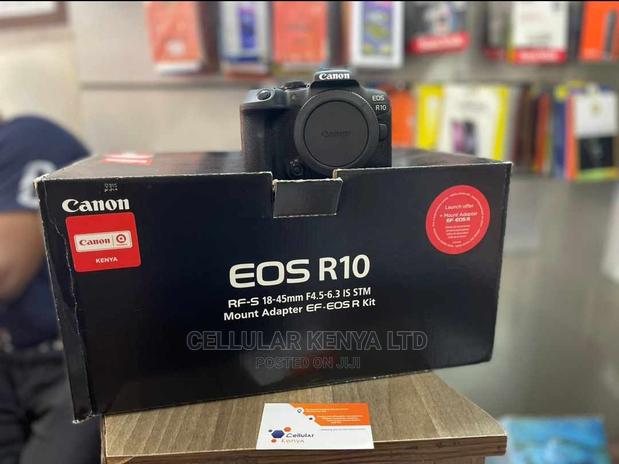 Canon
EOS
R10
Canon
Canon
Canon
KENYA
Launch offer
+ Mount Adapter
EF-EOS R
EOS R10
RF-S 18-45mm F4.5-6.3 IS STM
Mount Adapter EF-EOS R Kit
CELLULAR KENYA LTD
POSTED ON JIJI
Cellular
Kenya